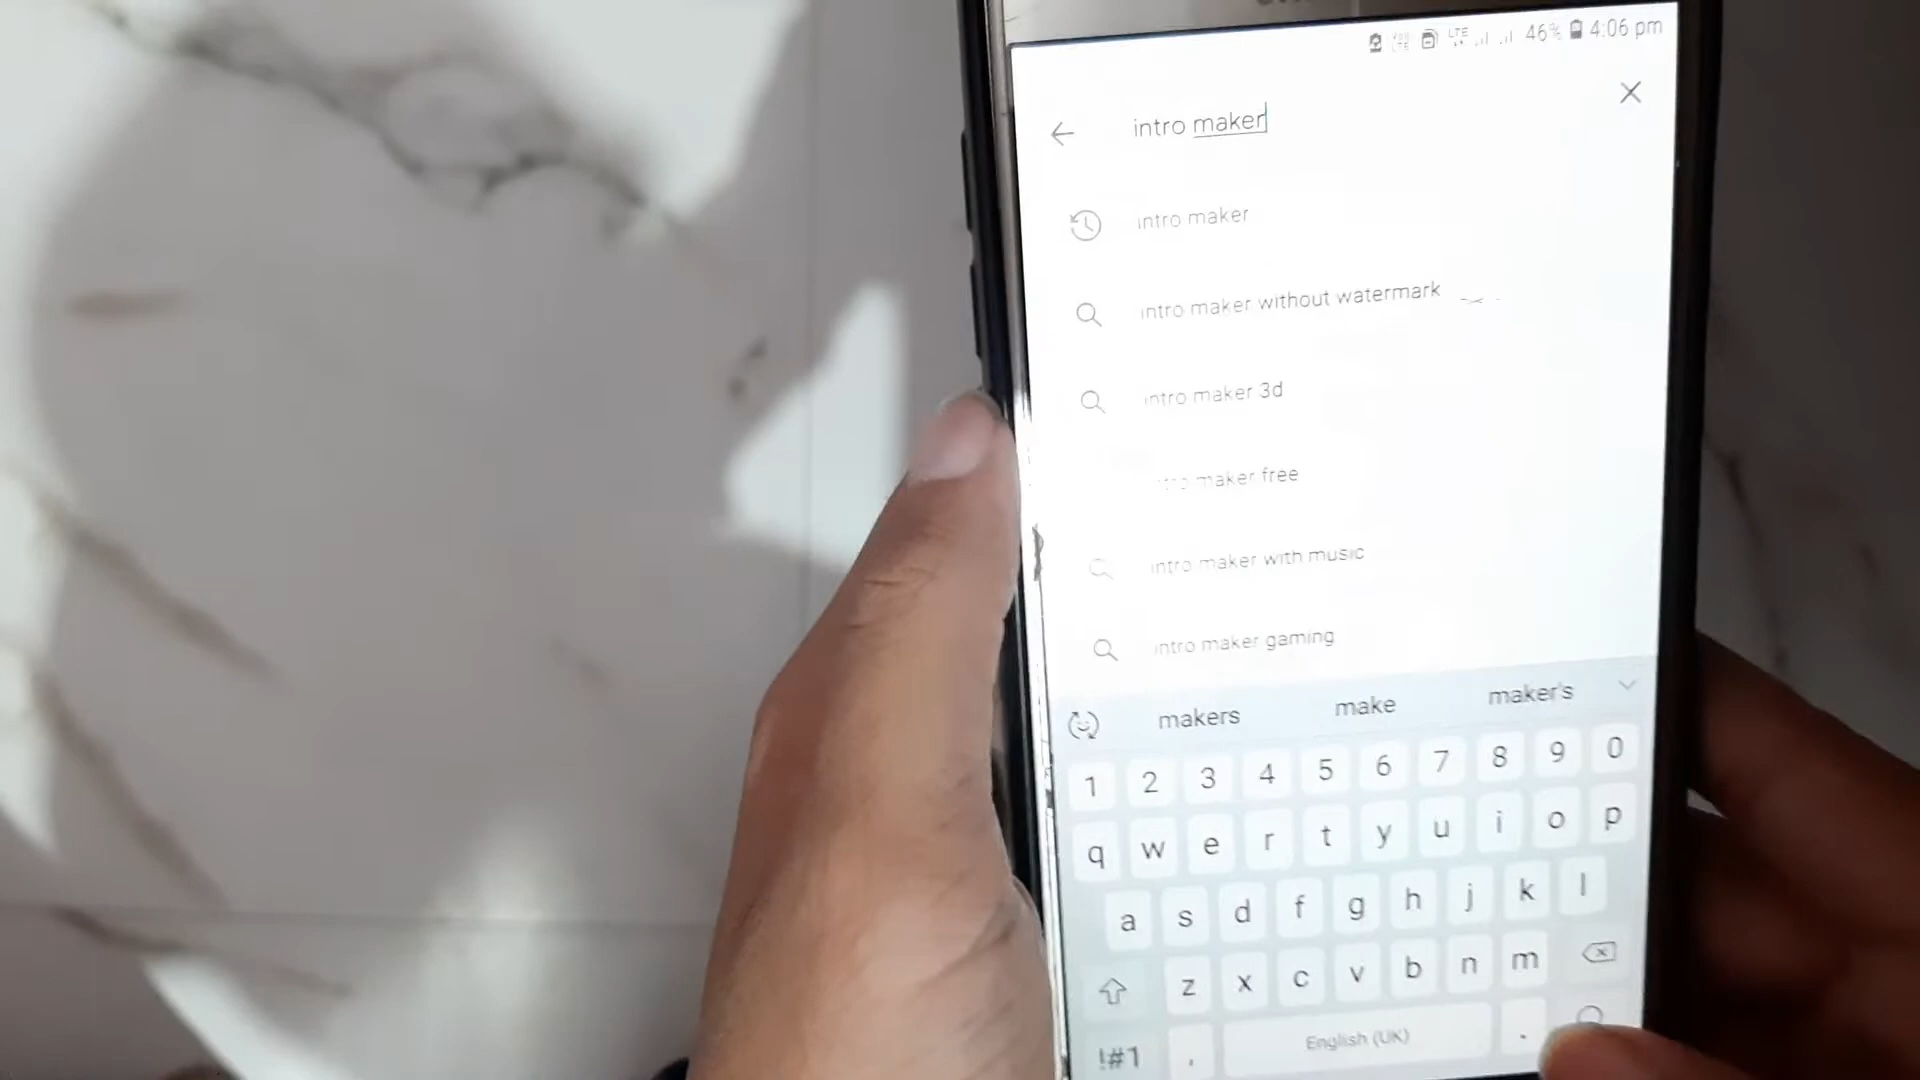 46% 4:06 pm
intro maker
intro maker
intro maker without watermark
intro maker 3d
maker free
intro maker with music
intro maker gaming
makers make maker's
1 2 3 4 5 6 7 8 9 0
q w e r t y u i o p
a s d f g h j k l
z x c v b n m
!#1 , English (UK) .